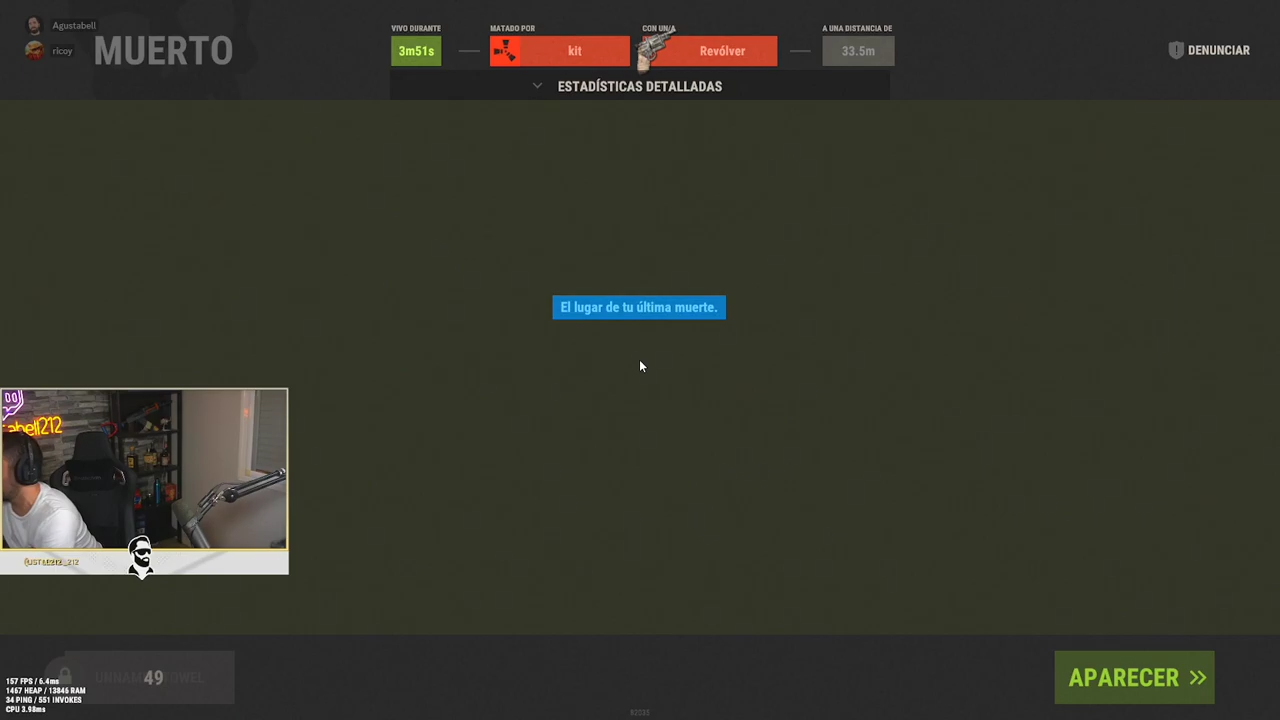 Agustabell
ricoy
MUERTO
VIVO DURANTE
3m51s
MATADO POR
kit
CON UN/A
Revólver
A UNA DISTANCIA DE
33.5m
DENUNCIAR
ESTADÍSTICAS DETALLADAS
El lugar de tu última muerte.
abell212
49
APARECER
157 FPS / 6.4ms
1467 HEAP / 13846 RAM
34 PING / 551 INVOKES
CPU 3.98ms